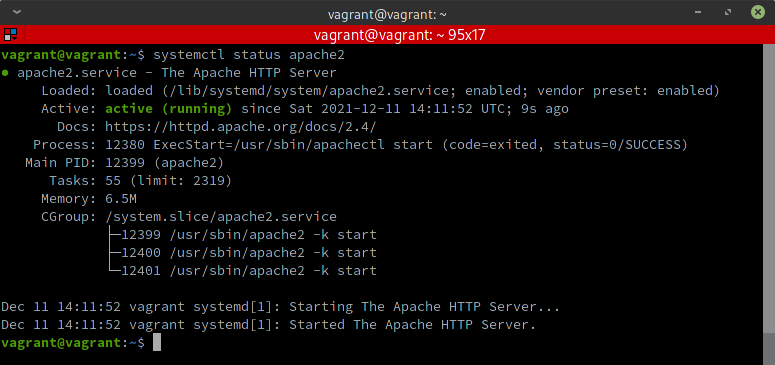 vagrant@vagrant: ~
vagrant@vagrant: ~ 95x17
vagrant@vagrant:~$ systemctl status apache2
● apache2.service - The Apache HTTP Server
     Loaded: loaded (/lib/systemd/system/apache2.service; enabled; vendor preset: enabled)
     Active: active (running) since Sat 2021-12-11 14:11:52 UTC; 9s ago
       Docs: https://httpd.apache.org/docs/2.4/
    Process: 12380 ExecStart=/usr/sbin/apachectl start (code=exited, status=0/SUCCESS)
   Main PID: 12399 (apache2)
      Tasks: 55 (limit: 2319)
     Memory: 6.5M
     CGroup: /system.slice/apache2.service
             ├─12399 /usr/sbin/apache2 -k start
             ├─12400 /usr/sbin/apache2 -k start
             └─12401 /usr/sbin/apache2 -k start
Dec 11 14:11:52 vagrant systemd[1]: Starting The Apache HTTP Server...
Dec 11 14:11:52 vagrant systemd[1]: Started The Apache HTTP Server.
vagrant@vagrant:~$